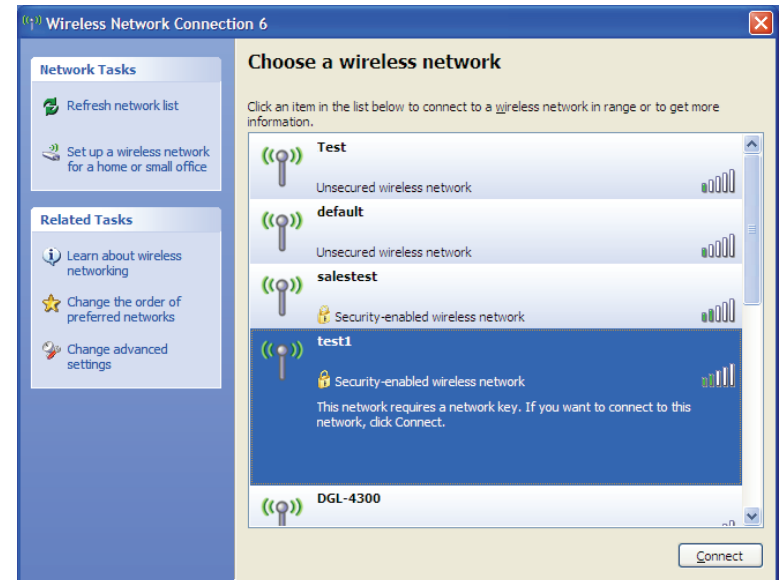 Wireless Network Connection 6
Network Tasks
Refresh network list
Set up a wireless network
for a home or small office
Related Tasks
Learn about wireless
networking
Change the order of
preferred networks
Change advanced
settings
Choose a wireless network
Click an item in the list below to connect to a wireless network in range or to get more
information.
Test
Unsecured wireless network
default
Unsecured wireless network
salestest
Security-enabled wireless network
test1
Security-enabled wireless network
This network requires a network key. If you want to connect to this
network, click Connect.
DGL-4300
Connect